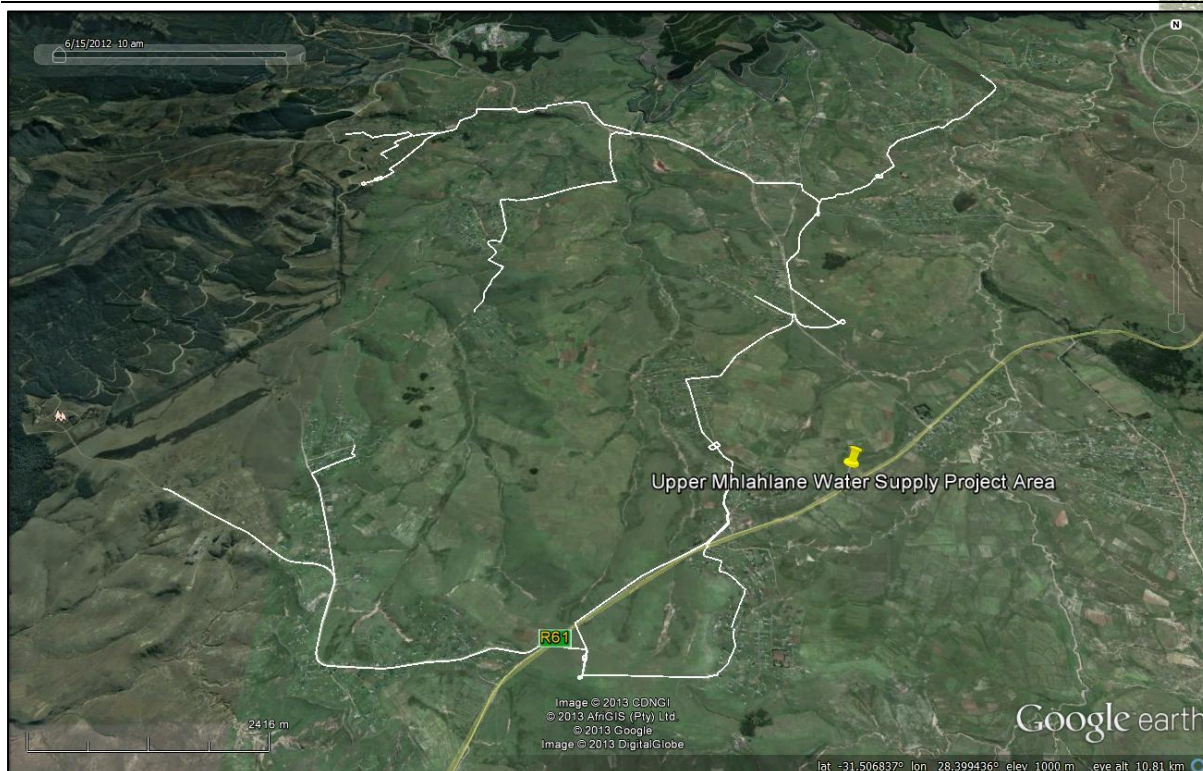 6/15/2012 10 am
N
Upper Mhlahlane Water Supply Project Area
R61
2416 m
Image © 2013 CDNGI
© 2013 AfriGIS (Pty) Ltd.
© 2013 Google
Image © 2013 DigitalGlobe
Google earth
lat -31.506837° lon 28.399436° elev 1000 m eye alt 10.81 km